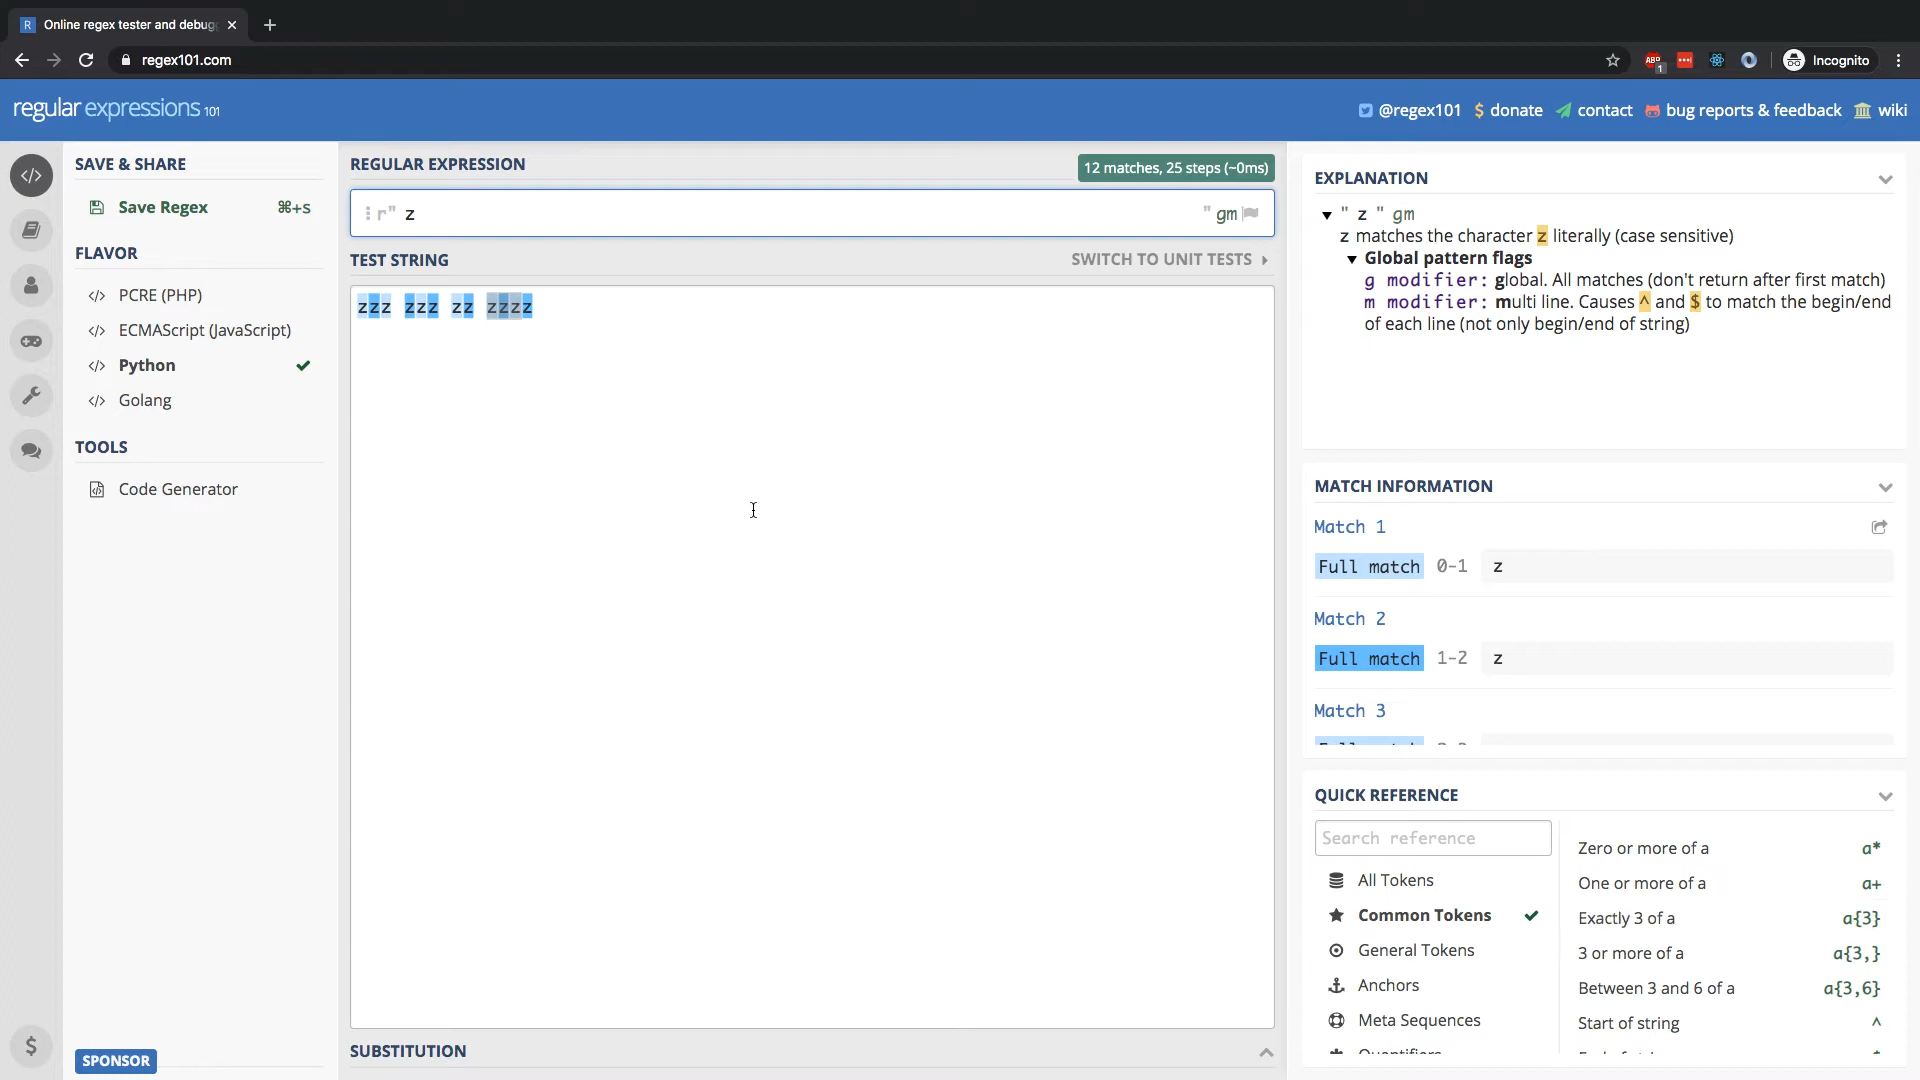 Online regex tester and debug
regex101.com
ABP
1
Incognito
regular expressions 101
@regex101
$ donate
contact
bug reports & feedback
wiki
SAVE & SHARE
Save Regex ⌘+s
FLAVOR
</> PCRE (PHP)
</> ECMAScript (JavaScript)
</> Python
</> Golang
TOOLS
Code Generator
$
SPONSOR
REGULAR EXPRESSION
12 matches, 25 steps (~0ms)
r" z " gm
TEST STRING
SWITCH TO UNIT TESTS
zzz zzz zz zzzz
SUBSTITUTION
EXPLANATION
" z " gm
z matches the character z literally (case sensitive)
Global pattern flags
g modifier: global. All matches (don't return after first match)
m modifier: multi line. Causes ^ and $ to match the begin/end
of each line (not only begin/end of string)
MATCH INFORMATION
Match 1
Full match 0-1 z
Match 2
Full match 1-2 z
Match 3
QUICK REFERENCE
Search reference
All Tokens
Common Tokens
General Tokens
Anchors
Meta Sequences
Zero or more of a a*
One or more of a a+
Exactly 3 of a a{3}
3 or more of a a{3,}
Between 3 and 6 of a a{3,6}
Start of string ^